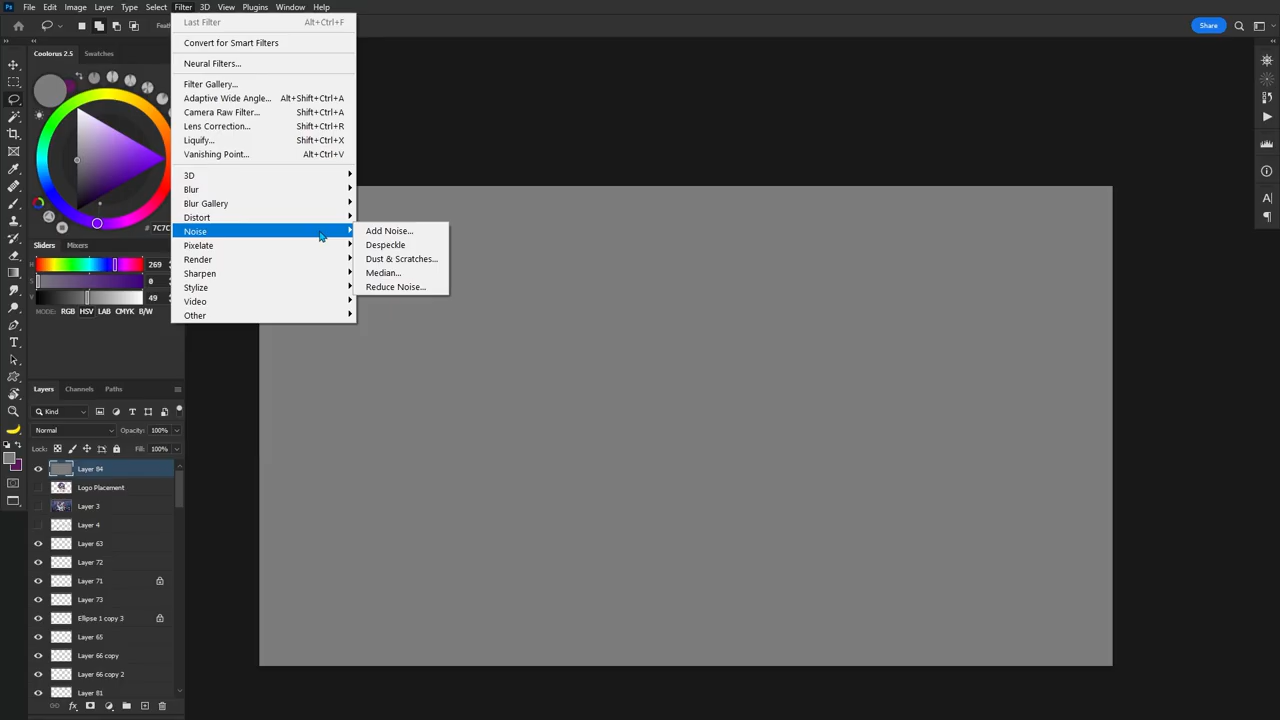 Ps File Edit Image Layer Type Select Filter 3D View Plugins Window Help
Share
Coolorus 2.5 Swatches
Last Filter Alt+Ctrl+F
Convert for Smart Filters
Neural Filters...
Filter Gallery...
Adaptive Wide Angle... Alt+Shift+Ctrl+A
Camera Raw Filter... Shift+Ctrl+A
Lens Correction... Shift+Ctrl+R
Liquify... Shift+Ctrl+X
Vanishing Point... Alt+Ctrl+V
3D
Blur
Blur Gallery
Distort
Noise
Pixelate
Render
Sharpen
Stylize
Video
Other
Add Noise...
Despeckle
Dust & Scratches...
Median...
Reduce Noise...
Sliders Mixers
H 269
S 0
V 49
MODE: RGB HSV LAB CMYK B/W
Layers Channels Paths
Kind
Normal Opacity: 100%
Lock: Fill: 100%
Layer 84
Logo Placement
Layer 3
Layer 4
Layer 63
Layer 72
Layer 71
Layer 73
Ellipse 1 copy 3
Layer 65
Layer 66 copy
Layer 66 copy 2
Layer 81
fx